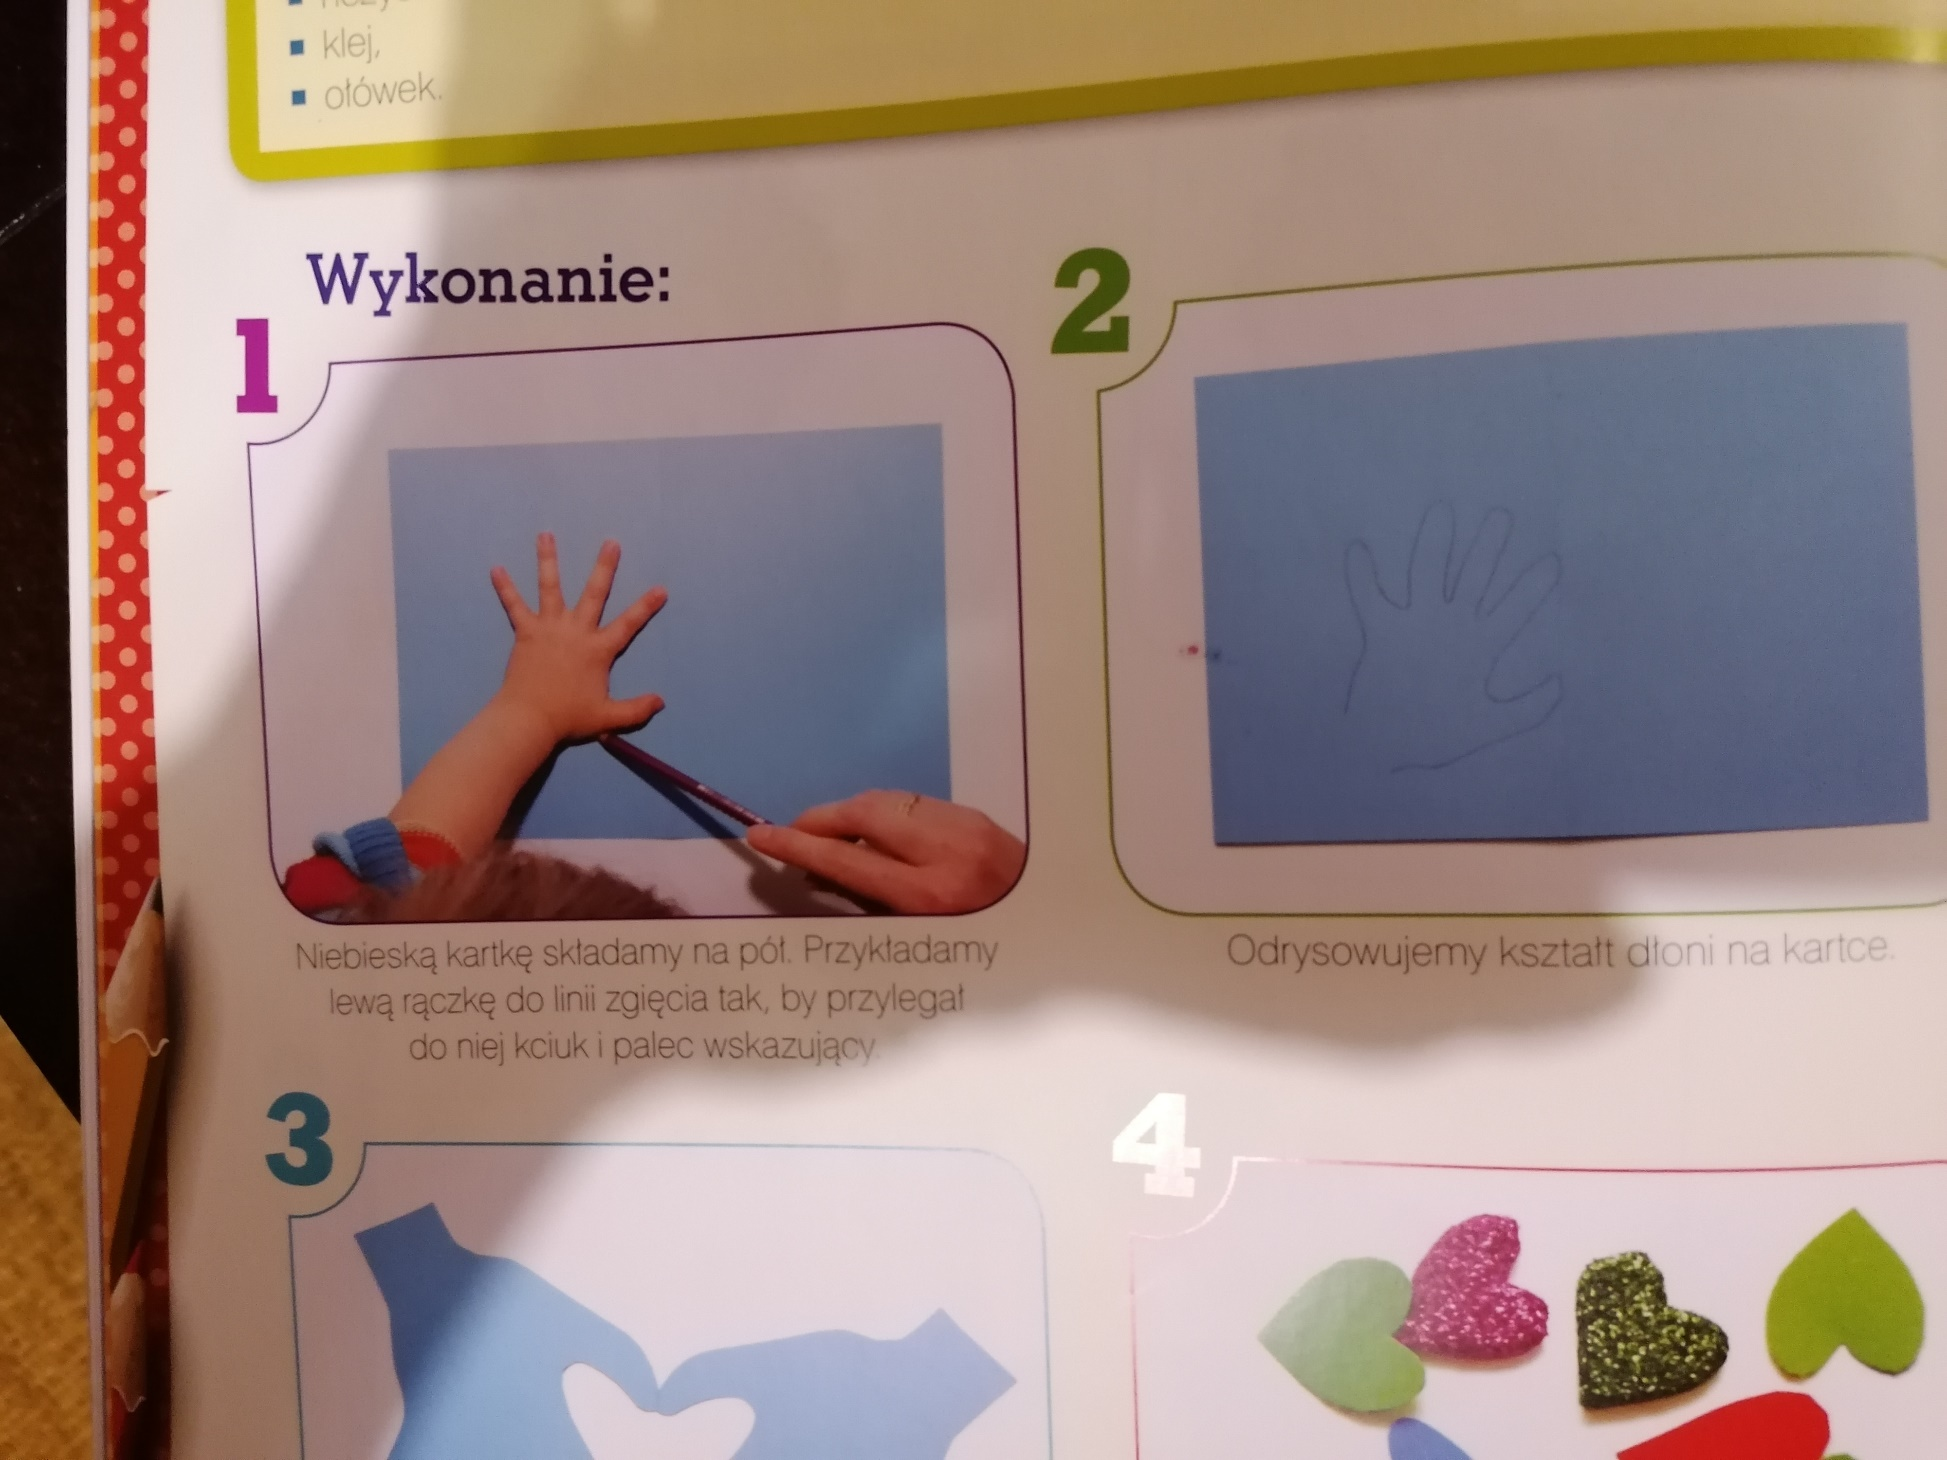 klej,
ołówek.
Wykonanie:
1
2
Niebieską kartkę składamy na pół. Przykładamy
lewą rączkę do linii zgięcia tak, by przylegał
do niej kciuk i palec wskazujący.
Odrysowujemy kształt dłoni na kartce.
3
4